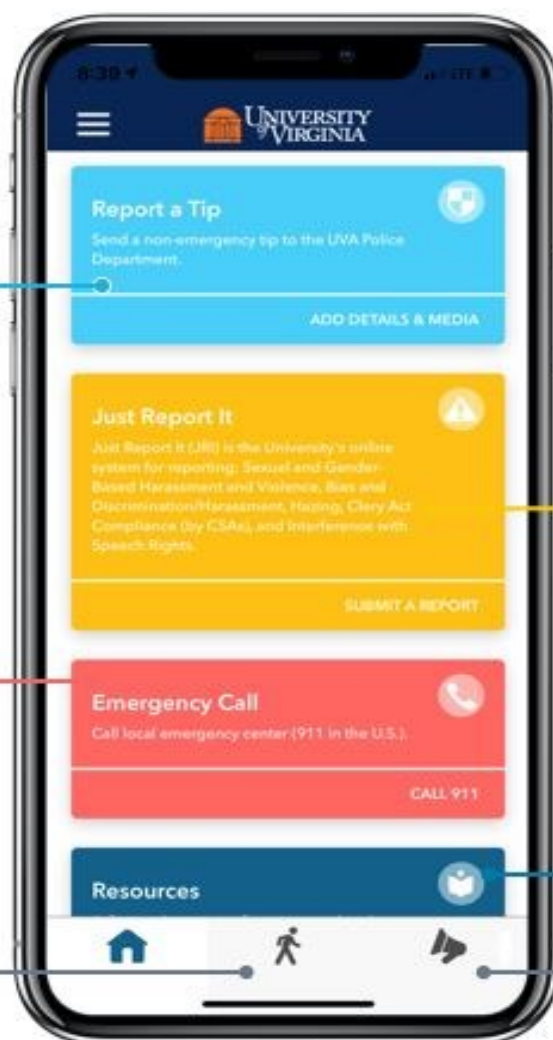 8:39
LTE
UNIVERSITY
of VIRGINIA
Report a Tip
Send a non-emergency tip to the UVA Police
Department.
ADD DETAILS & MEDIA
Just Report It
Just Report It (JRI) is the University's online
system for reporting: Sexual and Gender-
Based Harassment and Violence, Bias and
Discrimination/Harassment, Hazing, Clery Act
Compliance (by CSAs), and Interference with
Speech Rights.
SUBMIT A REPORT
Emergency Call
Call local emergency center (911 in the U.S.).
CALL 911
Resources